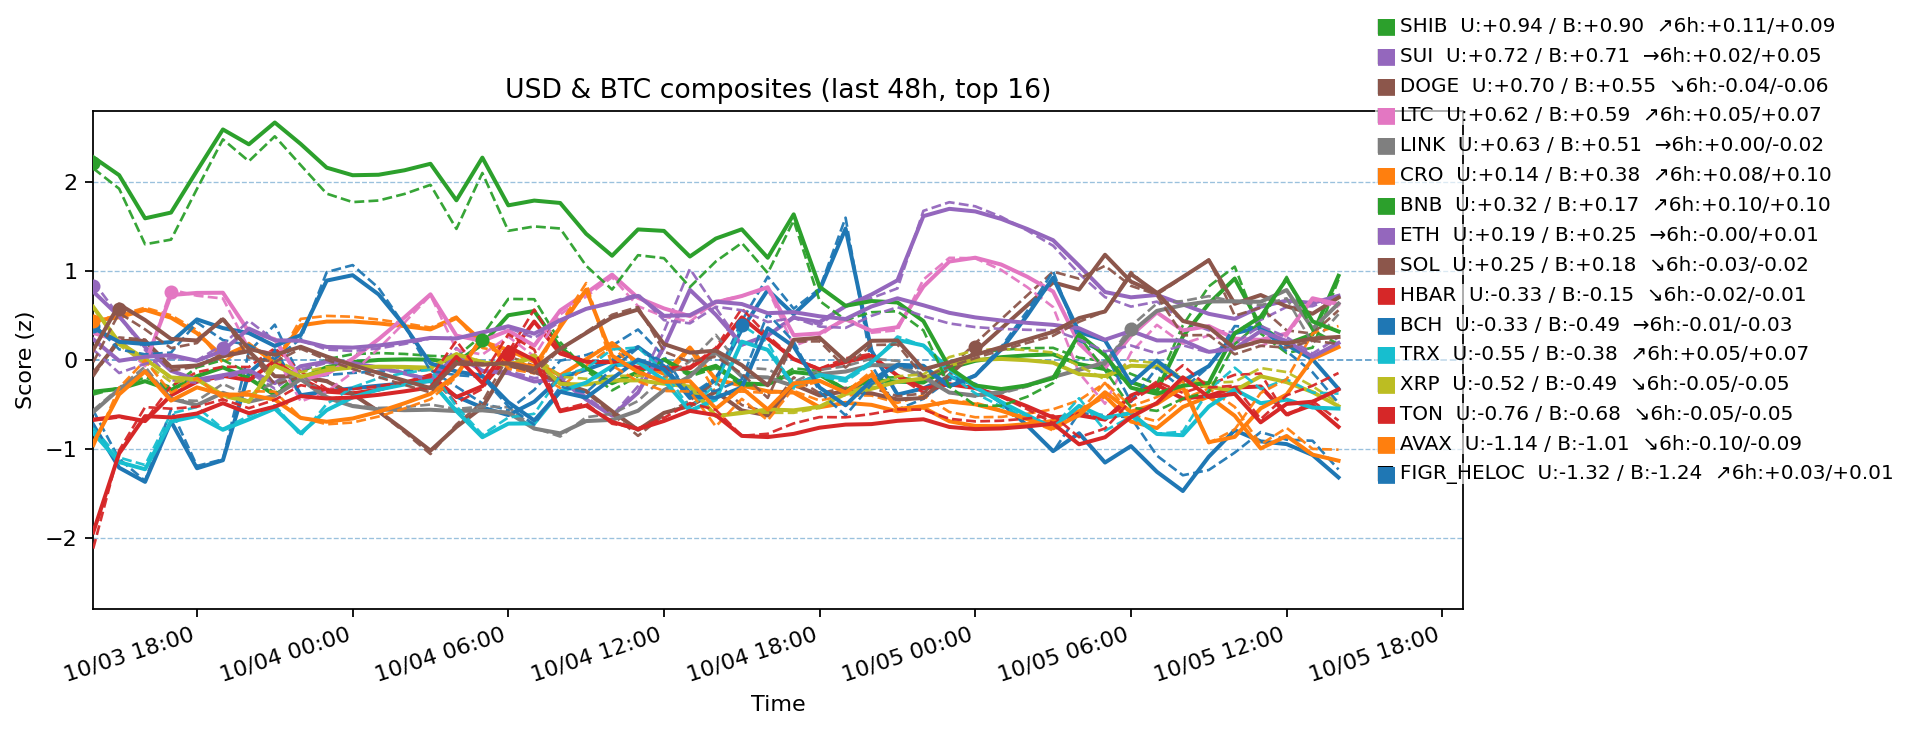 SHIB  U:+0.94 / B:+0.90  ↗6h:+0.11/+0.09
SUI  U:+0.72 / B:+0.71  →6h:+0.02/+0.05
USD & BTC composites (last 48h, top 16)
DOGE  U:+0.70 / B:+0.55  ↘6h:-0.04/-0.06
LTC  U:+0.62 / B:+0.59  ↗6h:+0.05/+0.07
LINK  U:+0.63 / B:+0.51  →6h:+0.00/-0.02
CRO  U:+0.14 / B:+0.38  ↗6h:+0.08/+0.10
BNB  U:+0.32 / B:+0.17  ↗6h:+0.10/+0.10
ETH  U:+0.19 / B:+0.25  →6h:-0.00/+0.01
SOL  U:+0.25 / B:+0.18  ↘6h:-0.03/-0.02
HBAR  U:-0.33 / B:-0.15  ↘6h:-0.02/-0.01
BCH  U:-0.33 / B:-0.49  →6h:-0.01/-0.03
TRX  U:-0.55 / B:-0.38  ↗6h:+0.05/+0.07
XRP  U:-0.52 / B:-0.49  ↘6h:-0.05/-0.05
TON  U:-0.76 / B:-0.68  ↘6h:-0.05/-0.05
AVAX  U:-1.14 / B:-1.01  ↘6h:-0.10/-0.09
FIGR_HELOC  U:-1.32 / B:-1.24  ↗6h:+0.03/+0.01
Score (z)
2
1
0
−1
−2
10/03 18:00
10/04 00:00
10/04 06:00
10/04 12:00
10/04 18:00
10/05 00:00
10/05 06:00
10/05 12:00
10/05 18:00
Time